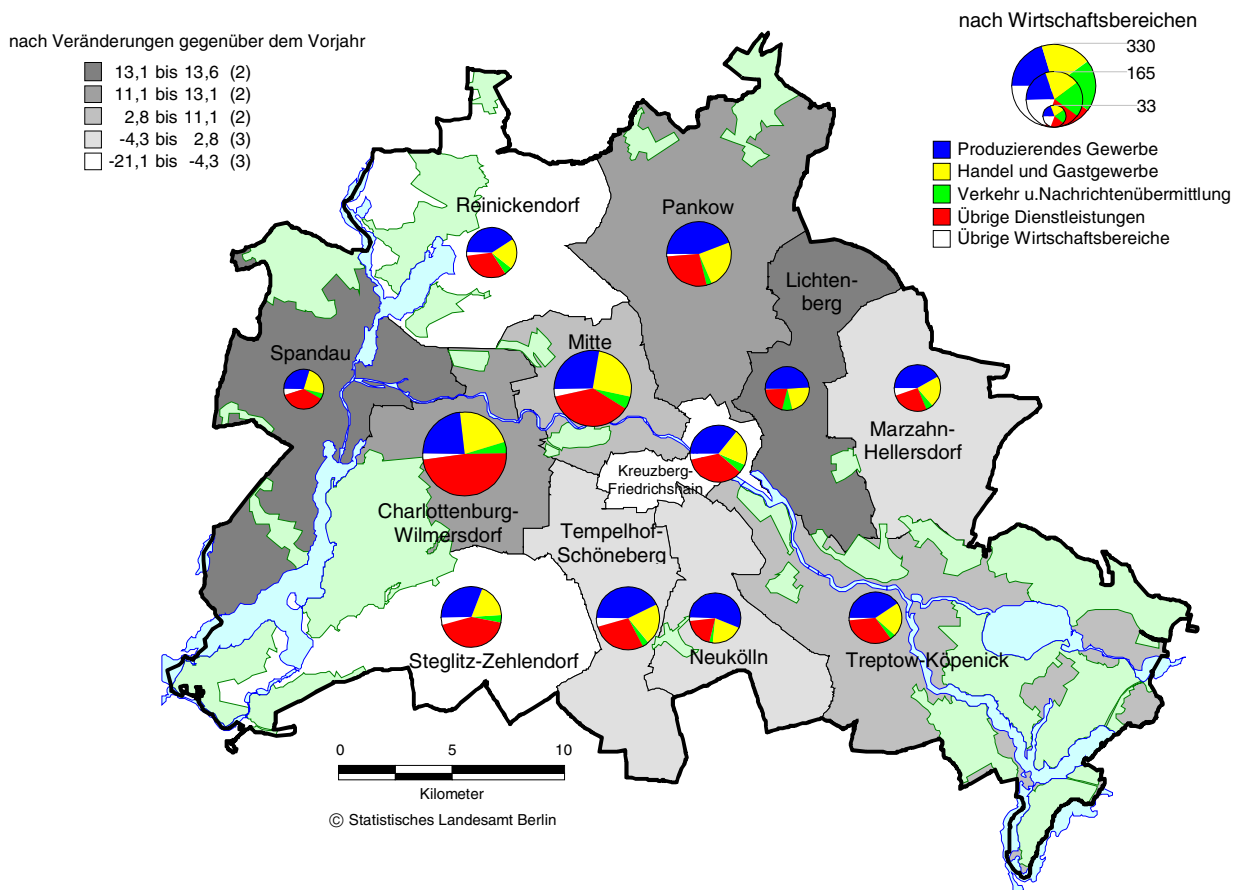 nach Veränderungen gegenüber dem Vorjahr
13,1 bis 13,6 (2)
11,1 bis 13,1 (2)
2,8 bis 11,1 (2)
-4,3 bis 2,8 (3)
-21,1 bis -4,3 (3)
nach Wirtschaftsbereichen
330
165
33
Produzierendes Gewerbe
Handel und Gastgewerbe
Verkehr u.Nachrichtenübermittlung
Übrige Dienstleistungen
Übrige Wirtschaftsbereiche
Reinickendorf
Pankow
Lichten-
berg
Spandau
Mitte
Marzahn-
Hellersdorf
Kreuzberg-
Friedrichshain
Charlottenburg-
Wilmersdorf
Tempelhof-
Schöneberg
Steglitz-Zehlendorf
Neukölln
Treptow-Köpenick
0 5 10
Kilometer
© Statistisches Landesamt Berlin